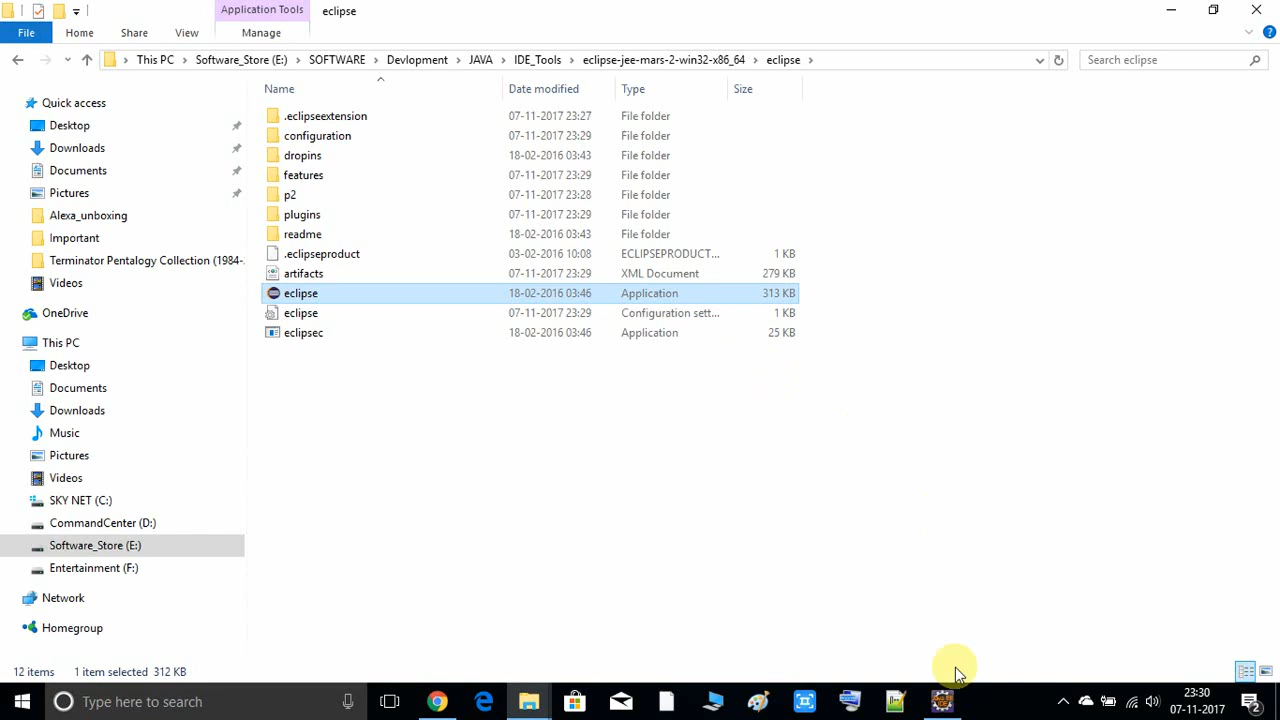 Application Tools eclipse
File Home Share View Manage
This PC Software_Store (E:) SOFTWARE Devlopment JAVA IDE_Tools eclipse-jee-mars-2-win32-x86_64 eclipse Search eclipse
Name Date modified Type Size
Quick access
Desktop
Downloads
Documents
Pictures
Alexa_unboxing
Important
Terminator Pentalogy Collection (1984-
Videos
OneDrive
This PC
Desktop
Documents
Downloads
Music
Pictures
Videos
SKY NET (C:)
CommandCenter (D:)
Software_Store (E:)
Entertainment (F:)
Network
Homegroup
.eclipseextension 07-11-2017 23:27 File folder
configuration 07-11-2017 23:29 File folder
dropins 18-02-2016 03:43 File folder
features 07-11-2017 23:29 File folder
p2 07-11-2017 23:28 File folder
plugins 07-11-2017 23:29 File folder
readme 18-02-2016 03:43 File folder
.eclipseproduct 03-02-2016 10:08 ECLIPSEPRODUCT... 1 KB
artifacts 07-11-2017 23:29 XML Document 279 KB
eclipse 18-02-2016 03:46 Application 313 KB
eclipse 07-11-2017 23:29 Configuration sett... 1 KB
eclipsec 18-02-2016 03:46 Application 25 KB
12 items 1 item selected 312 KB
Type here to search
23:30
07-11-2017
2